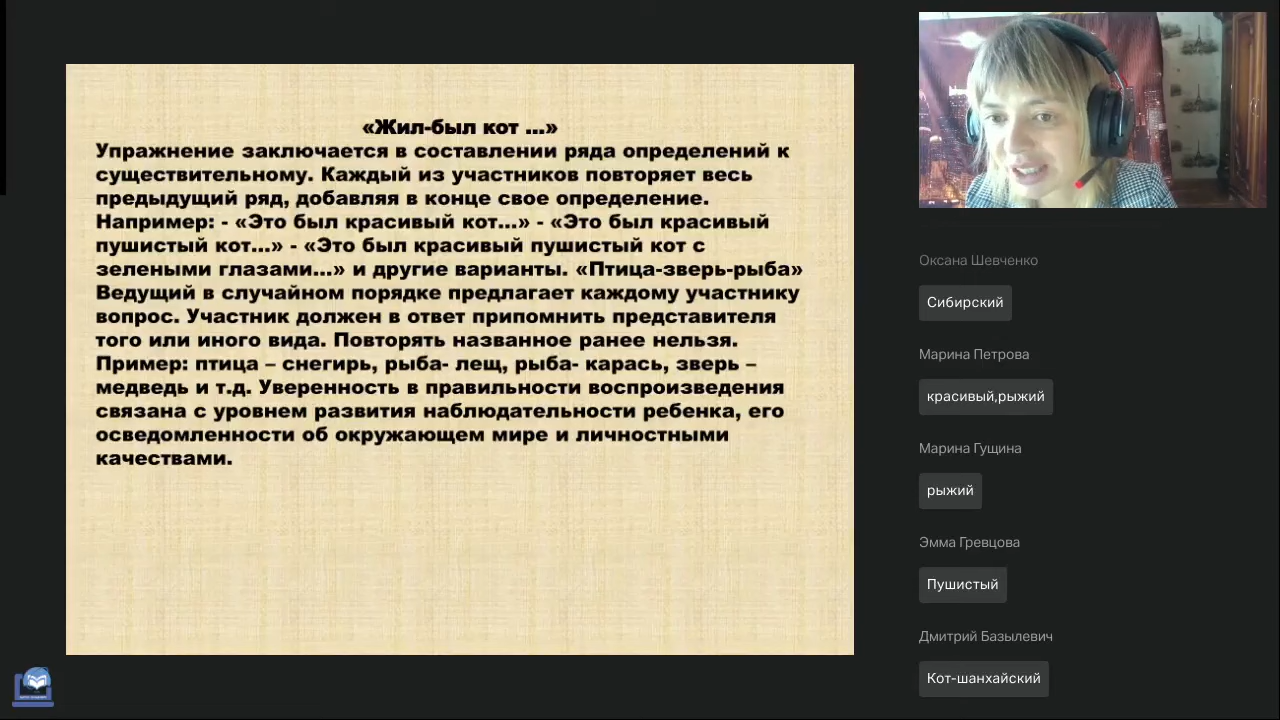 «Жил-был кот ...»
Упражнение заключается в составлении ряда определений к
существительному. Каждый из участников повторяет весь
предыдущий ряд, добавляя в конце свое определение.
Например: - «Это был красивый кот...» - «Это был красивый
пушистый кот...» - «Это был красивый пушистый кот с
зелеными глазами...» и другие варианты. «Птица-зверь-рыба»
Ведущий в случайном порядке предлагает каждому участнику
вопрос. Участник должен в ответ припомнить представителя
того или иного вида. Повторять названное ранее нельзя.
Пример: птица – снегирь, рыба- лещ, рыба- карась, зверь –
медведь и т.д. Уверенность в правильности воспроизведения
связана с уровнем развития наблюдательности ребенка, его
осведомленности об окружающем мире и личностными
качествами.
Оксана Шевченко
Сибирский
Марина Петрова
красивый,рыжий
Марина Гущина
рыжий
Эмма Гревцова
Пушистый
Дмитрий Базылевич
Кот-шанхайский